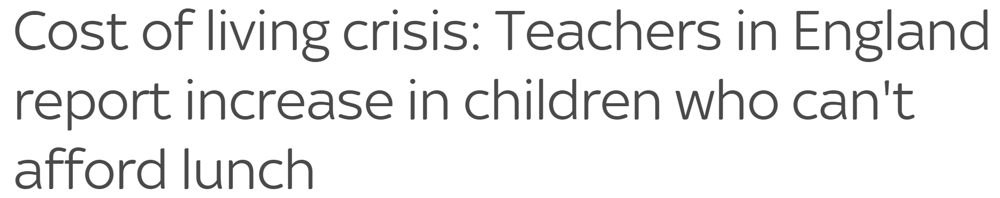 Cost of living crisis: Teachers in England
report increase in children who can't
afford lunch